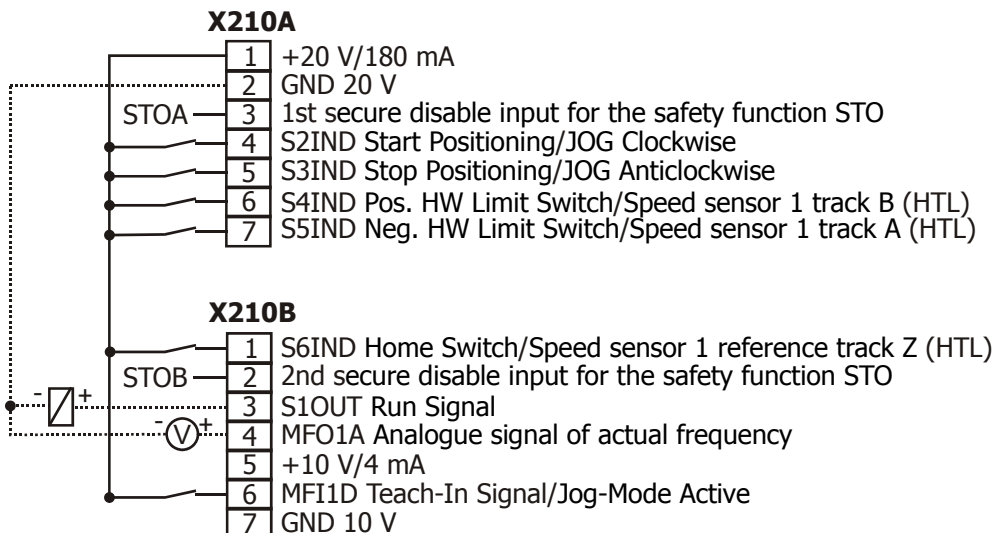 X210A
1 +20 V/180 mA
2 GND 20 V
STOA 3 1st secure disable input for the safety function STO
4 S2IND Start Positioning/JOG Clockwise
5 S3IND Stop Positioning/JOG Anticlockwise
6 S4IND Pos. HW Limit Switch/Speed sensor 1 track B (HTL)
7 S5IND Neg. HW Limit Switch/Speed sensor 1 track A (HTL)
X210B
1 S6IND Home Switch/Speed sensor 1 reference track Z (HTL)
STOB 2 2nd secure disable input for the safety function STO
- + 3 S1OUT Run Signal
- V + 4 MFO1A Analogue signal of actual frequency
5 +10 V/4 mA
6 MFI1D Teach-In Signal/Jog-Mode Active
7 GND 10 V